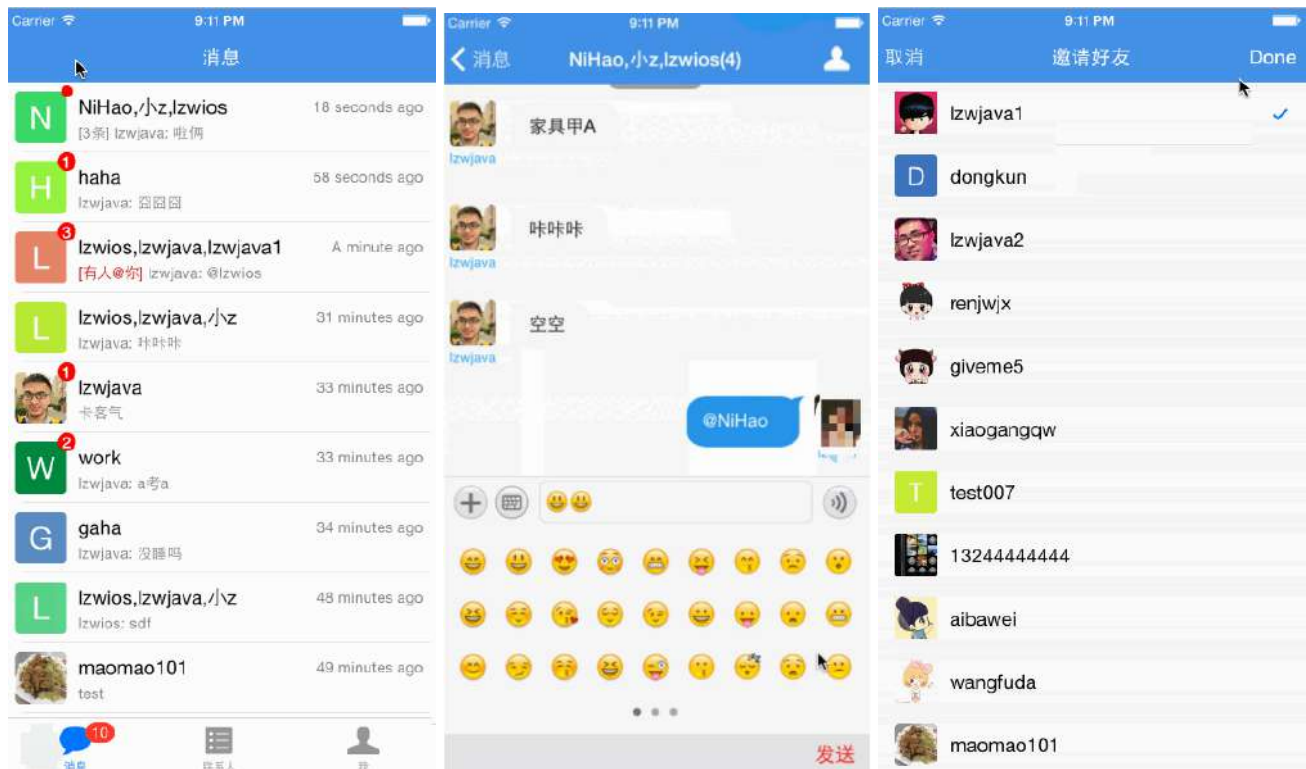 Carrier
9:11 PM
消息
N
NiHao,小z,lzwios
18 seconds ago
[3条] lzwjava: 啦俩
1
H
haha
58 seconds ago
lzwjava: 囧囧囧
3
L
lzwios,lzwjava,lzwjava1
A minute ago
[有人@你] lzwjava: @lzwios
L
lzwios,lzwjava,小z
31 minutes ago
lzwjava: 咔咔咔
1
lzwjava
33 minutes ago
卡客气
2
W
work
33 minutes ago
lzwjava: a考a
G
gaha
34 minutes ago
lzwjava: 没睡吗
L
lzwios,lzwjava,小z
48 minutes ago
lzwios: sdf
maomao101
49 minutes ago
test
10
消息
联系人
我
Carrier
9:11 PM
消息
NiHao,小z,lzwios(4)
家具甲A
lzwjava
咔咔咔
lzwjava
空空
lzwjava
@NiHao
发送
Carrier
9:11 PM
取消
邀请好友
Done
lzwjava1
D
dongkun
lzwjava2
renjwjx
giveme5
xiaogangqw
T
test007
13244444444
aibawei
wangfuda
maomao101